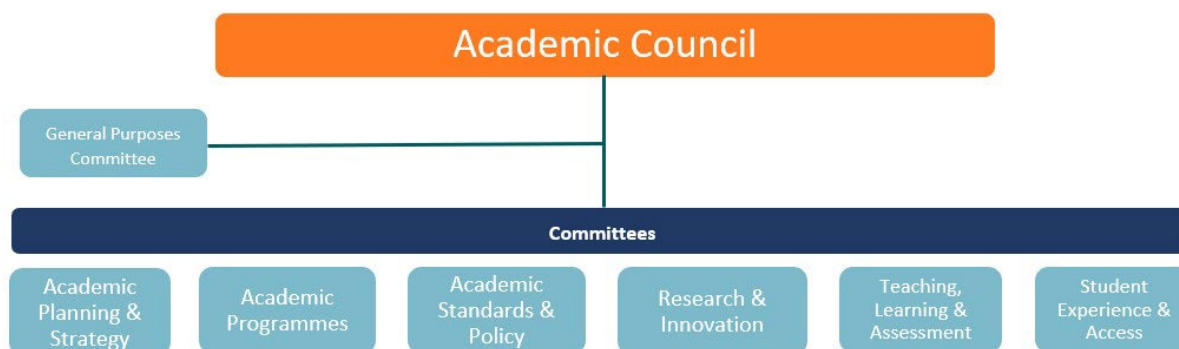 Academic Council
General Purposes
Committee
Committees
Academic
Planning &
Strategy
Academic
Programmes
Academic
Standards &
Policy
Research &
Innovation
Teaching,
Learning &
Assessment
Student
Experience &
Access